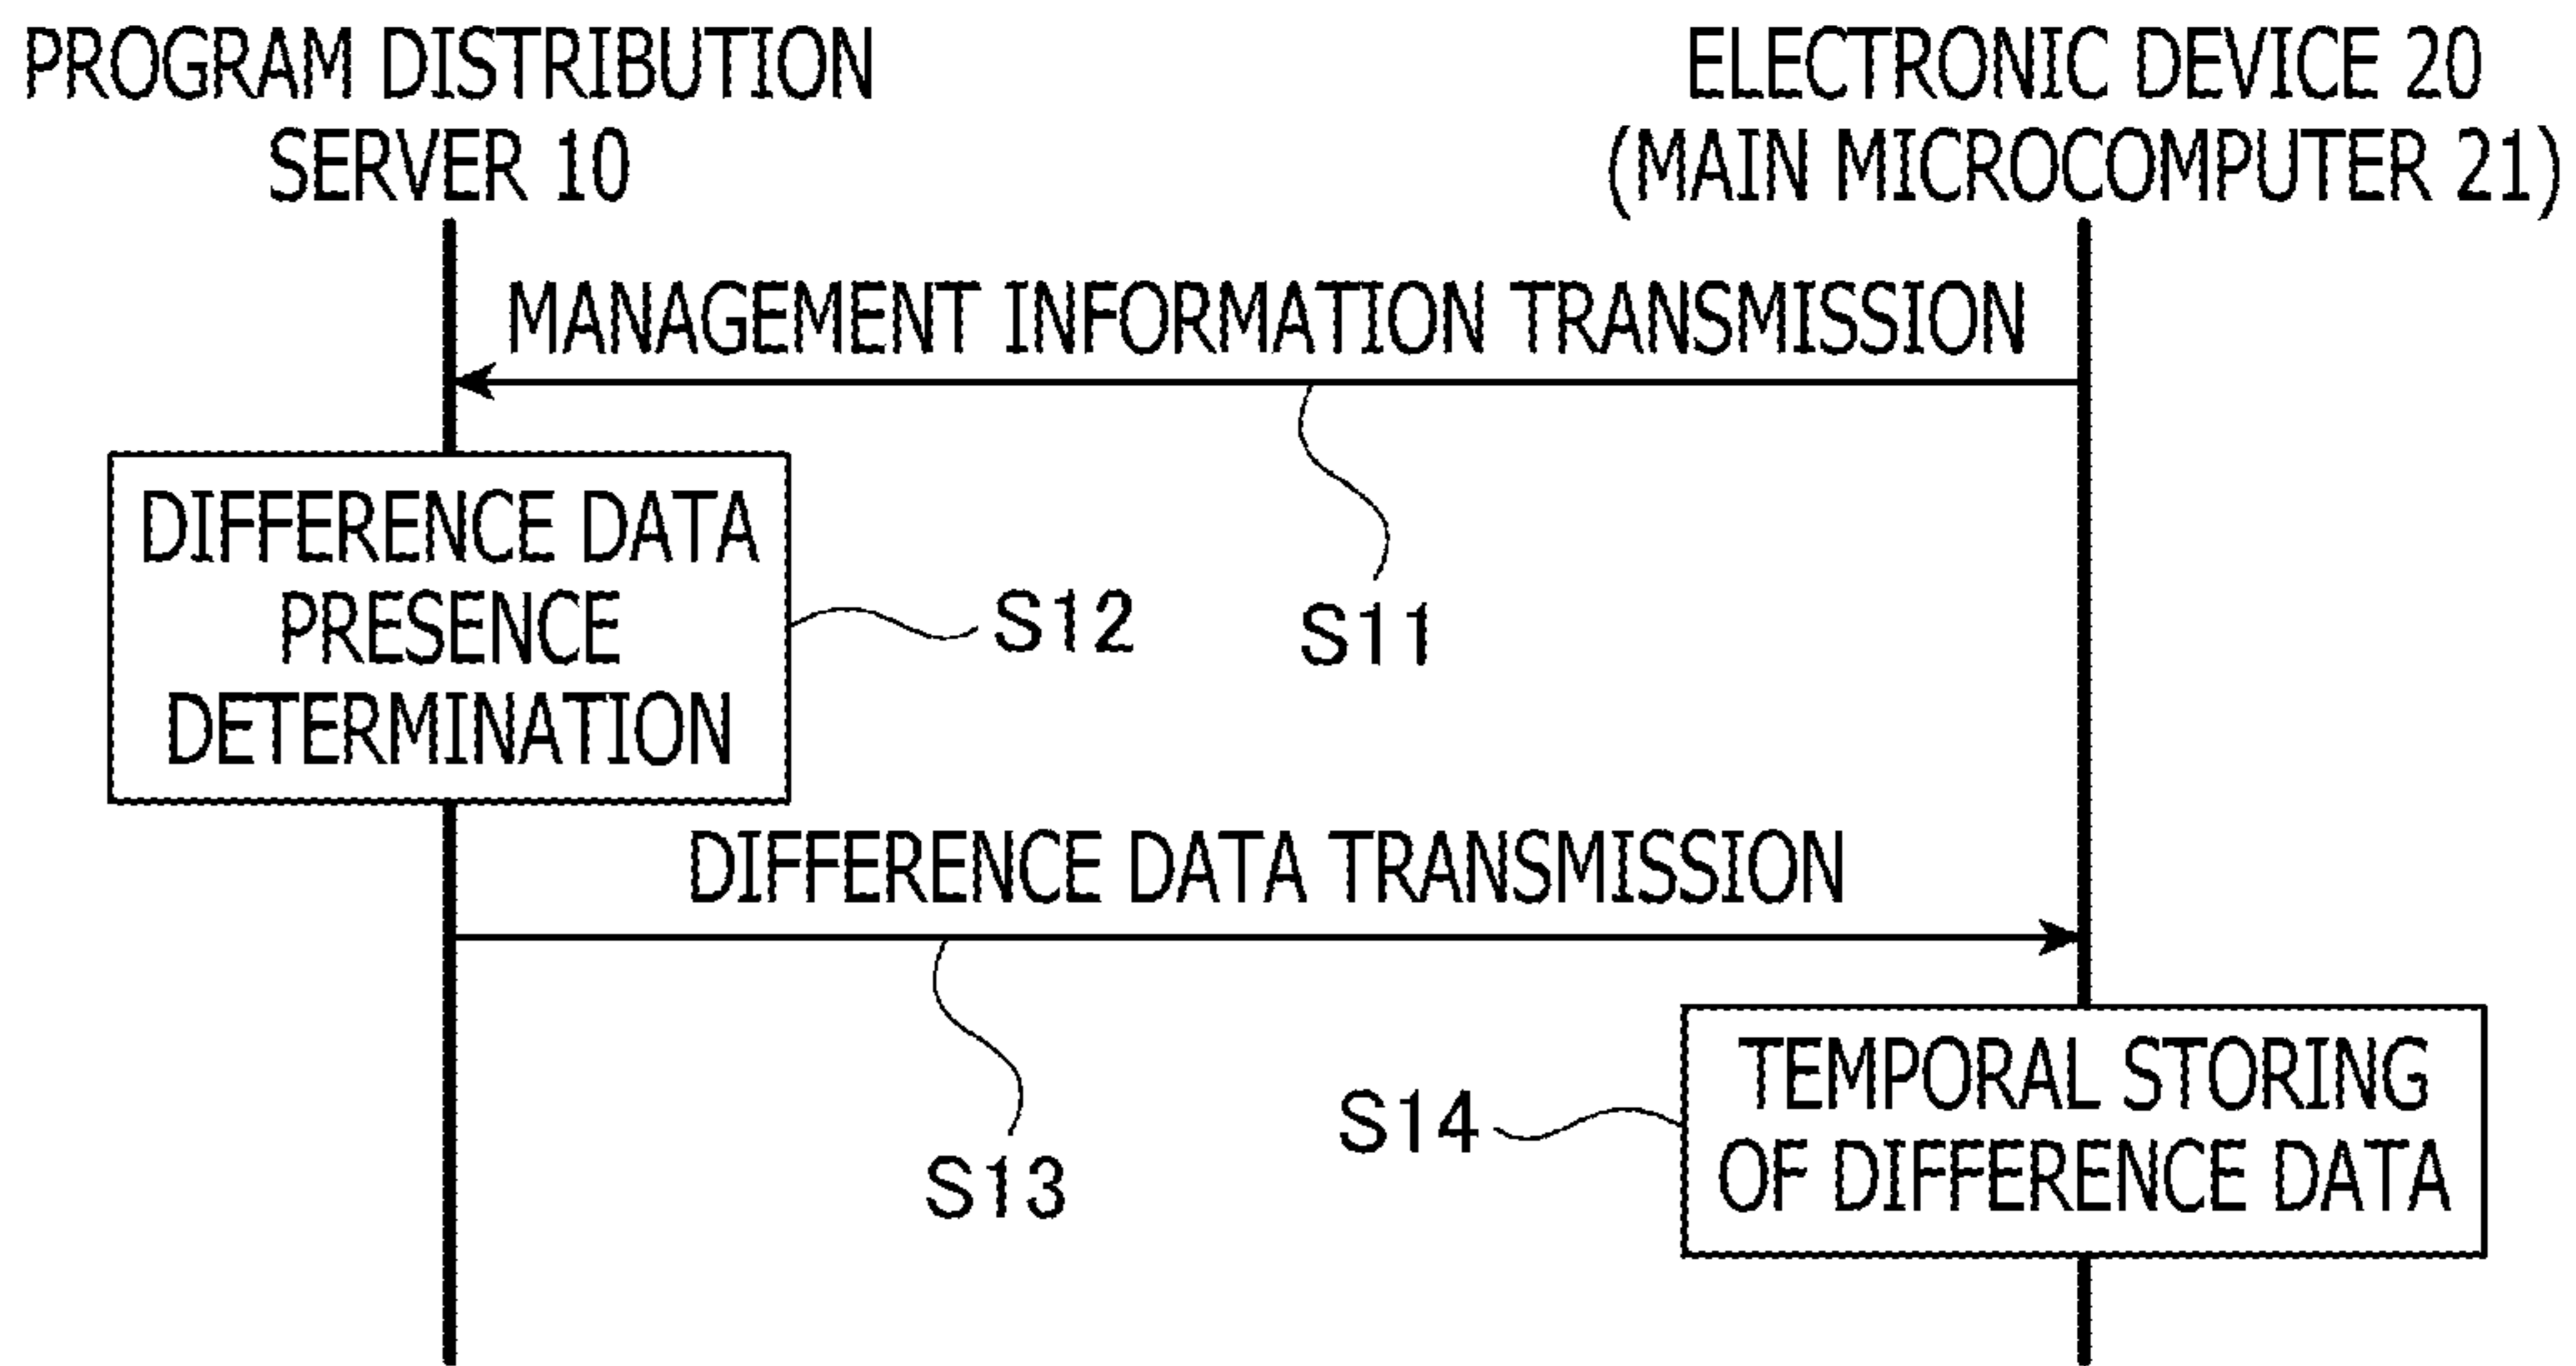 PROGRAM DISTRIBUTION
SERVER 10
ELECTRONIC DEVICE 20
(MAIN MICROCOMPUTER 21)
MANAGEMENT INFORMATION TRANSMISSION
S11
DIFFERENCE DATA
PRESENCE
DETERMINATION
S12
DIFFERENCE DATA TRANSMISSION
S13
S14
TEMPORAL STORING
OF DIFFERENCE DATA